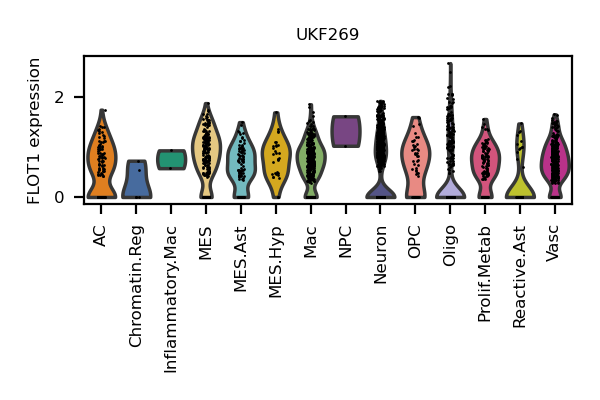 UKF269
FLOT1 expression
2
0
AC
Chromatin.Reg
Inflammatory.Mac
MES
MES.Ast
MES.Hyp
Mac
NPC
Neuron
OPC
Oligo
Prolif.Metab
Reactive.Ast
Vasc